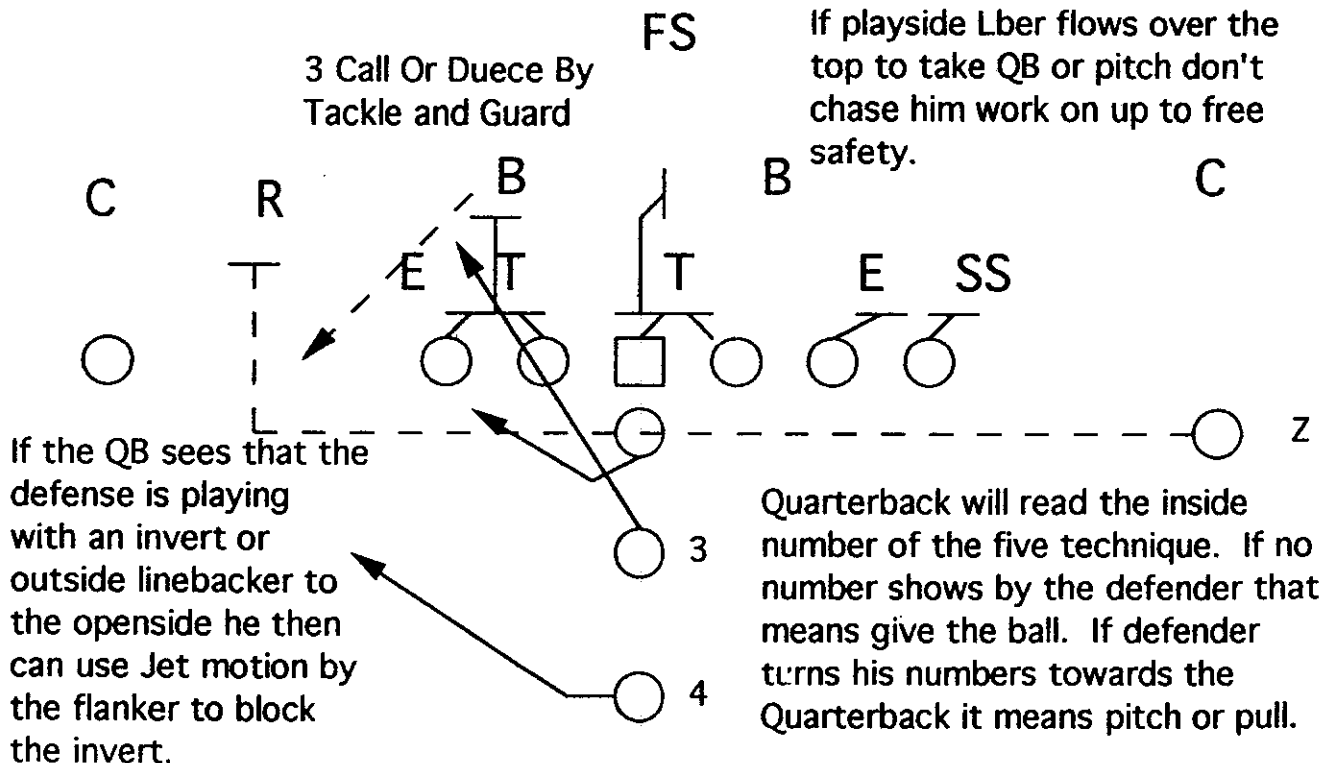 FS
If playside Lber flows over the
top to take QB or pitch don't
chase him work on up to free
safety.
3 Call Or Duece By
Tackle and Guard
C
R
B
B
C
E
T
T
E
SS
Z
If the QB sees that the
defense is playing
with an invert or
outside linebacker to
the openside he then
can use Jet motion by
the flanker to block
the invert.
3
4
Quarterback will read the inside
number of the five technique. If no
number shows by the defender that
means give the ball. If defender
turns his numbers towards the
Quarterback it means pitch or pull.